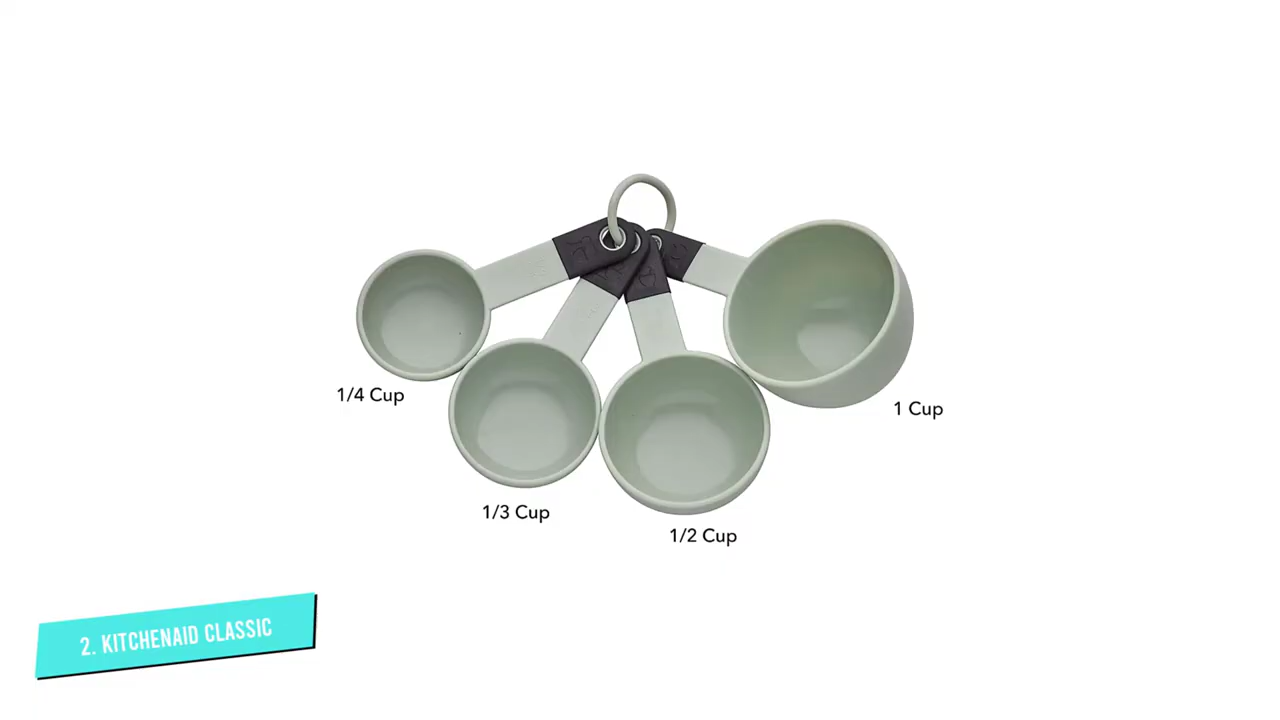 1/4 Cup
1 Cup
1/3 Cup
1/2 Cup
2. KITCHENAID CLASSIC